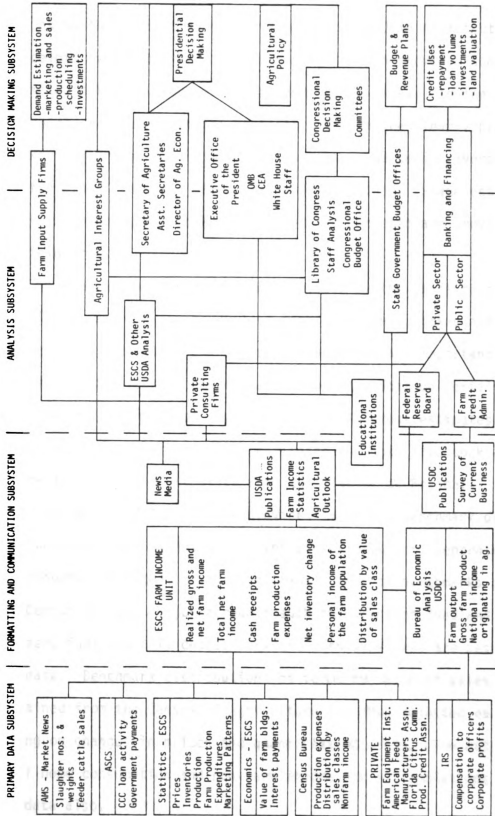 PRIMARY DATA SUBSYSTEM
AMS - Market News
Slaughter nos. &
weights
Feeder cattle sales
ASCS
CCC loan activity
Government payments
Statistics - ESCS
Prices
Inventories
Production
Farm Production
Expenditures
Marketing Patterns
Economics - ESCS
Value of farm bldgs.
Interest payments
Census Bureau
Production expenses
Distribution by
sales classes
Nonfarm income
PRIVATE
Farm Equipment Inst.
American Feed
Manufacturers Assn.
Florida Citrus Comm.
Prod. Credit Assn.
IRS
Compensation to
corporate officers
Corporate profits
FORMATTING AND COMMUNICATION SUBSYSTEM
ESCS FARM INCOME
UNIT
Realized gross and
net farm income
Total net farm
income
Cash receipts
Farm production
expenses
Net inventory change
Personal income of
the farm population
Distribution by value
of sales class
Bureau of Economic
Analysis
USDC
Farm output
Gross farm product
National income
originating in ag.
News
Media
USDA
Publications
Farm Income
Statistics
Agricultural
Outlook
USDC
Publications
Survey of
Current
Business
ANALYSIS SUBSYSTEM
ESCS & Other
USDA Analysis
Private
Consulting
Firms
Educational
Institutions
Federal
Reserve
Board
Farm
Credit
Admin.
Farm Input Supply Firms
Agricultural Interest Groups
Secretary of Agriculture
Asst. Secretaries
Director of Ag. Econ.
Executive Office
of the
President
OMB
CEA
White House
Staff
Library of Congress
Staff Analysis
Congressional
Budget Office
State Government Budget Offices
Private Sector
Public Sector
Banking and Financing
DECISION MAKING SUBSYSTEM
Demand Estimation
-marketing and sales
-production
scheduling
-investments
Presidential
Decision
Making
Agricultural
Policy
Congressional
Decision
Making
Committees
Budget &
Revenue Plans
Credit Uses
-repayment
-loan volume
-investments
-land valuation